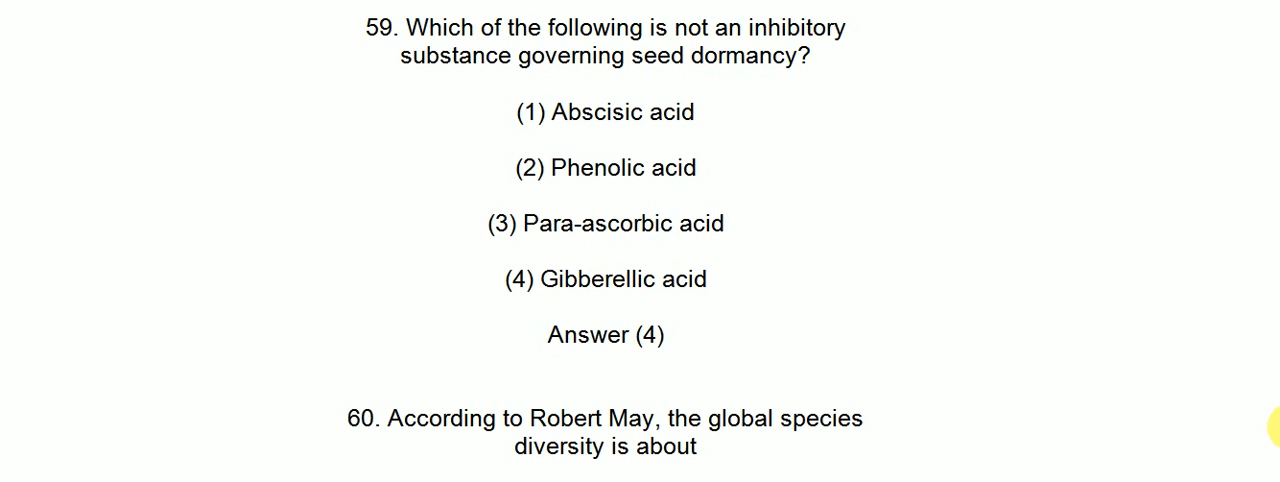 59. Which of the following is not an inhibitory
substance governing seed dormancy?
(1) Abscisic acid
(2) Phenolic acid
(3) Para-ascorbic acid
(4) Gibberellic acid
Answer (4)
60. According to Robert May, the global species
diversity is about